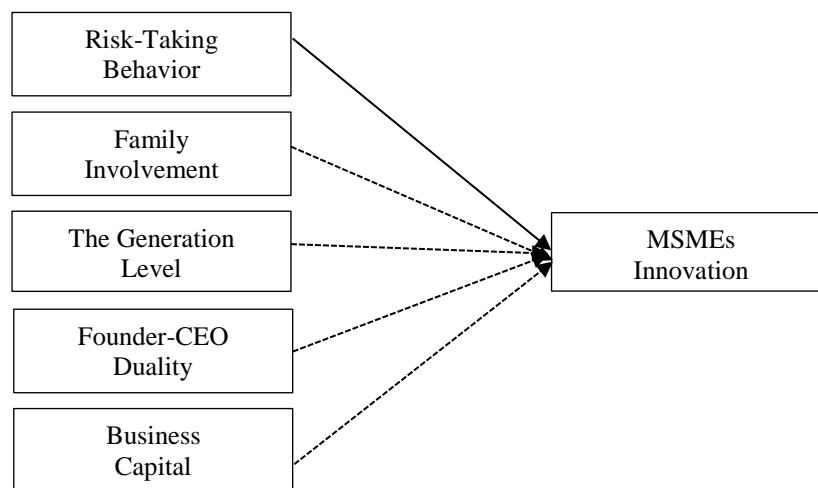 Risk-Taking
Behavior
Family
Involvement
The Generation
Level
MSMEs
Innovation
Founder-CEO
Duality
Business
Capital